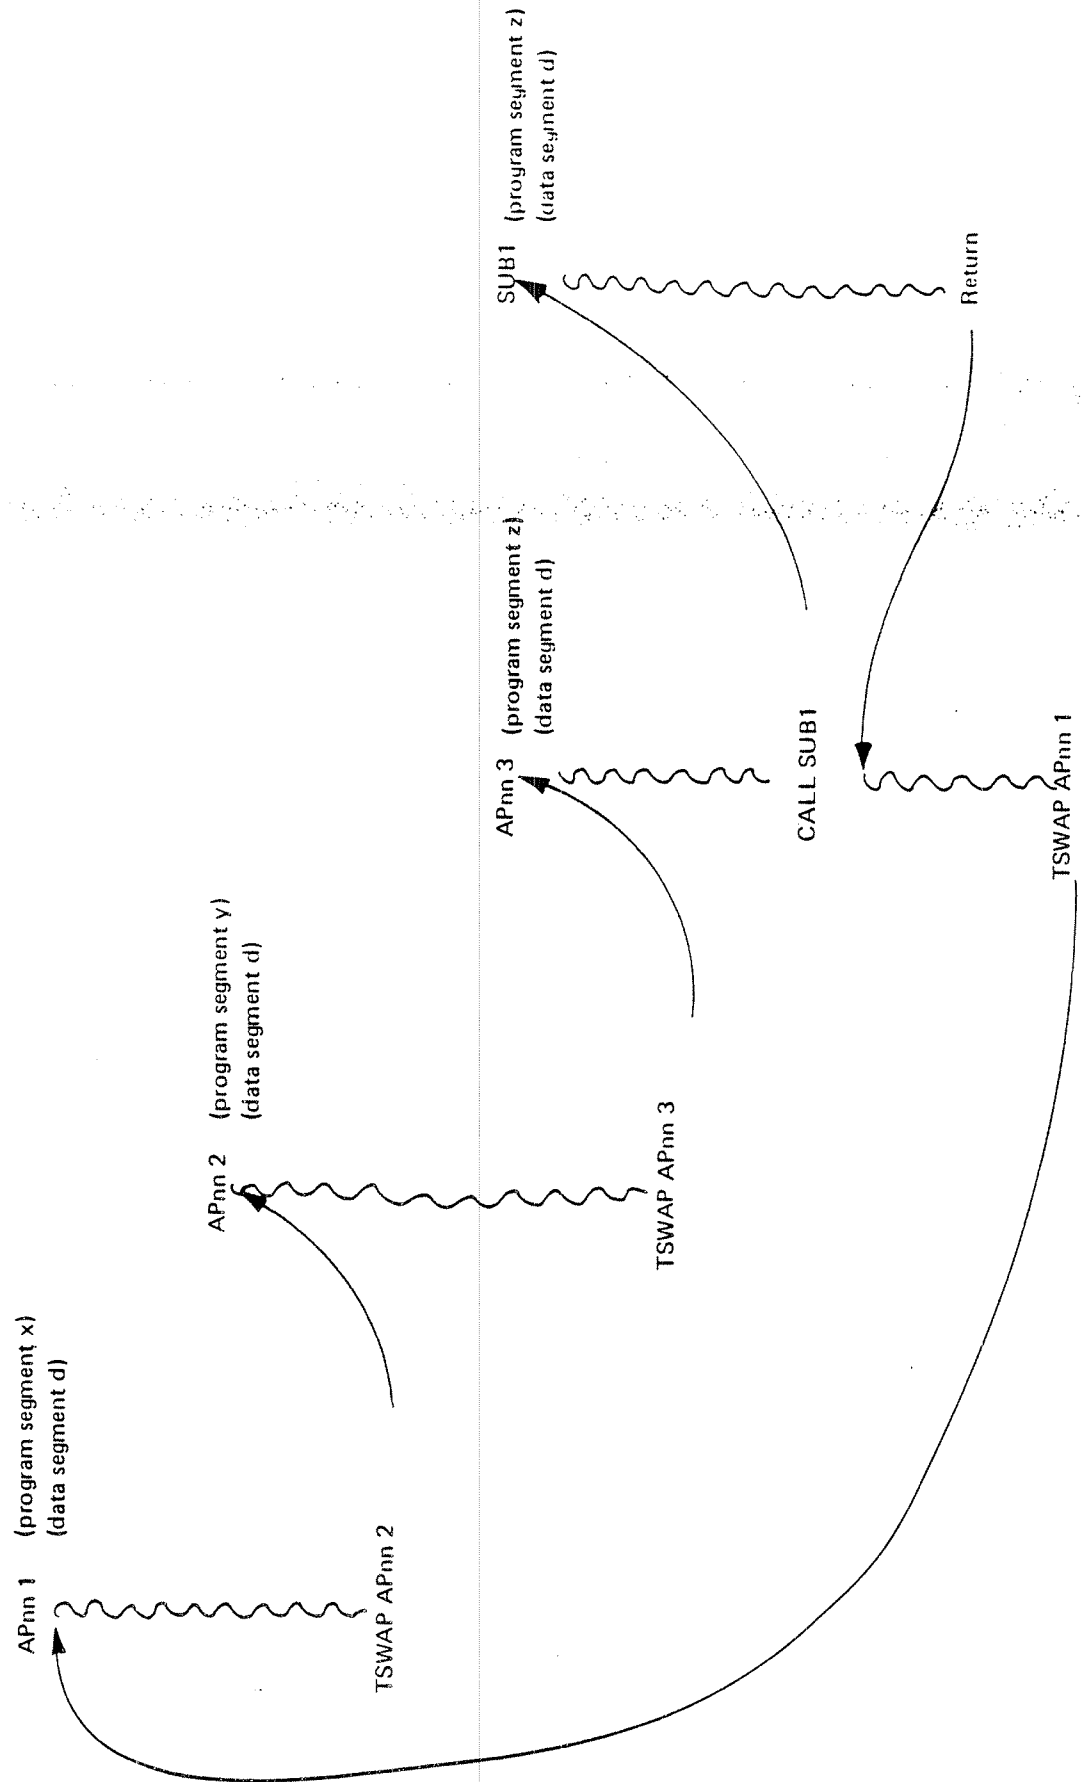 APnn 1 (program segment x)
(data segment d)
TSWAP APnn 2
APnn 2 (program segment y)
(data segment d)
TSWAP APnn 3
APnn 3 (program segment z)
(data segment d)
CALL SUB1
TSWAP APnn 1
SUB1 (program segment z)
(data segment d)
Return